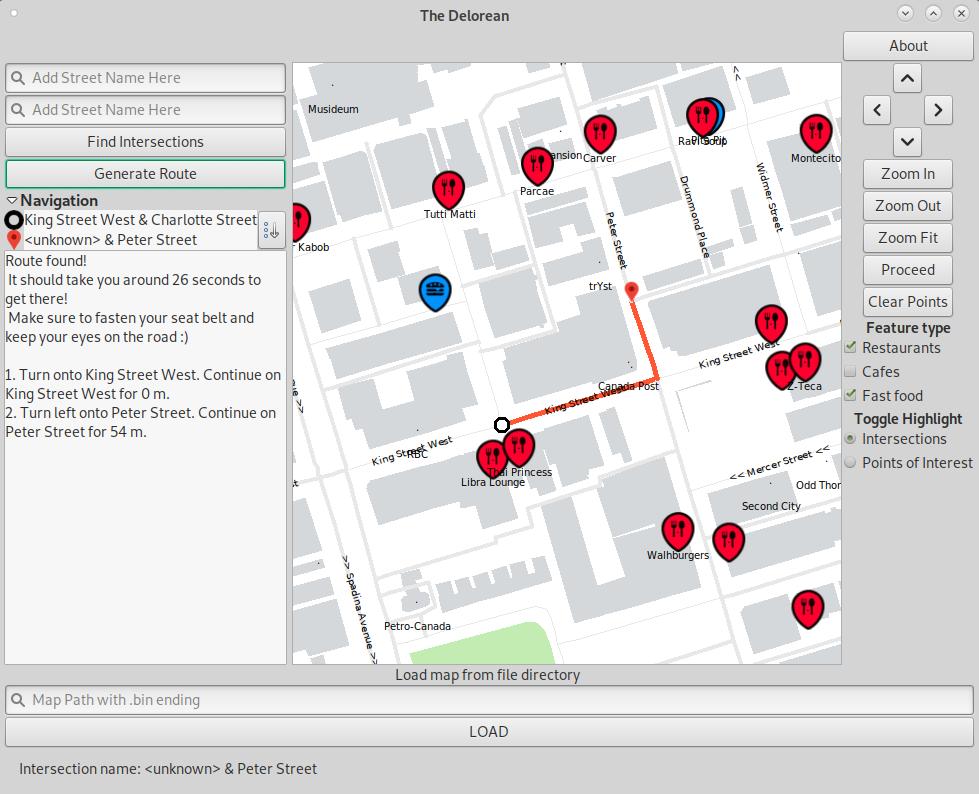 The Delorean
About
Add Street Name Here
Add Street Name Here
Find Intersections
Generate Route
Navigation
King Street West & Charlotte Street
<unknown> & Peter Street
Route found!
It should take you around 26 seconds to
get there!
Make sure to fasten your seat belt and
keep your eyes on the road :)
1. Turn onto King Street West. Continue on
King Street West for 0 m.
2. Turn left onto Peter Street. Continue on
Peter Street for 54 m.
Musideum
Carver
ansion
Parcae
Tutti Matti
r Kabob
Pita Pit
Montecito
Widmer Street
Drummond Place
Peter Street
trYst
King Street West
Z-Teca
Canada Post
King Street West
King Street West
RBC
Thai Princess
Libra Lounge
<< Mercer Street <<
Odd Thor
Second City
Walhburgers
>> Spadina Avenue >>
Petro-Canada
Zoom In
Zoom Out
Zoom Fit
Proceed
Clear Points
Feature type
Restaurants
Cafes
Fast food
Toggle Highlight
Intersections
Points of Interest
Load map from file directory
Map Path with .bin ending
LOAD
Intersection name: <unknown> & Peter Street